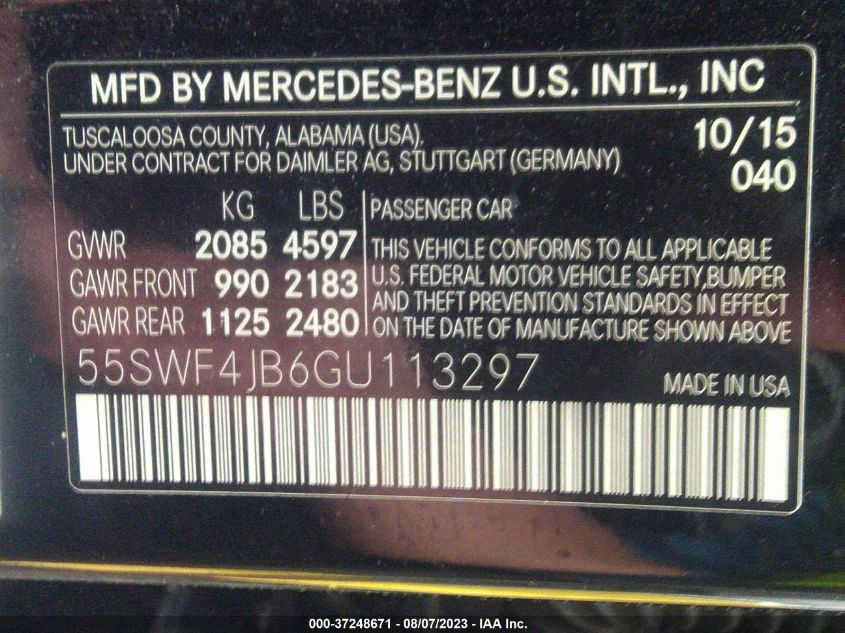 MFD BY MERCEDES-BENZ U.S. INTL., INC
TUSCALOOSA COUNTY, ALABAMA (USA). 10/15
UNDER CONTRACT FOR DAIMLER AG, STUTTGART (GERMANY) 040
KG LBS PASSENGER CAR
GVWR 2085 4597
GAWR FRONT 990 2183
GAWR REAR 1125 2480
THIS VEHICLE CONFORMS TO ALL APPLICABLE
U.S. FEDERAL MOTOR VEHICLE SAFETY,BUMPER
AND THEFT PREVENTION STANDARDS IN EFFECT
ON THE DATE OF MANUFACTURE SHOWN ABOVE
55SWF4JB6GU113297
MADE IN USA
000-37248671 - 08/07/2023 - IAA Inc.